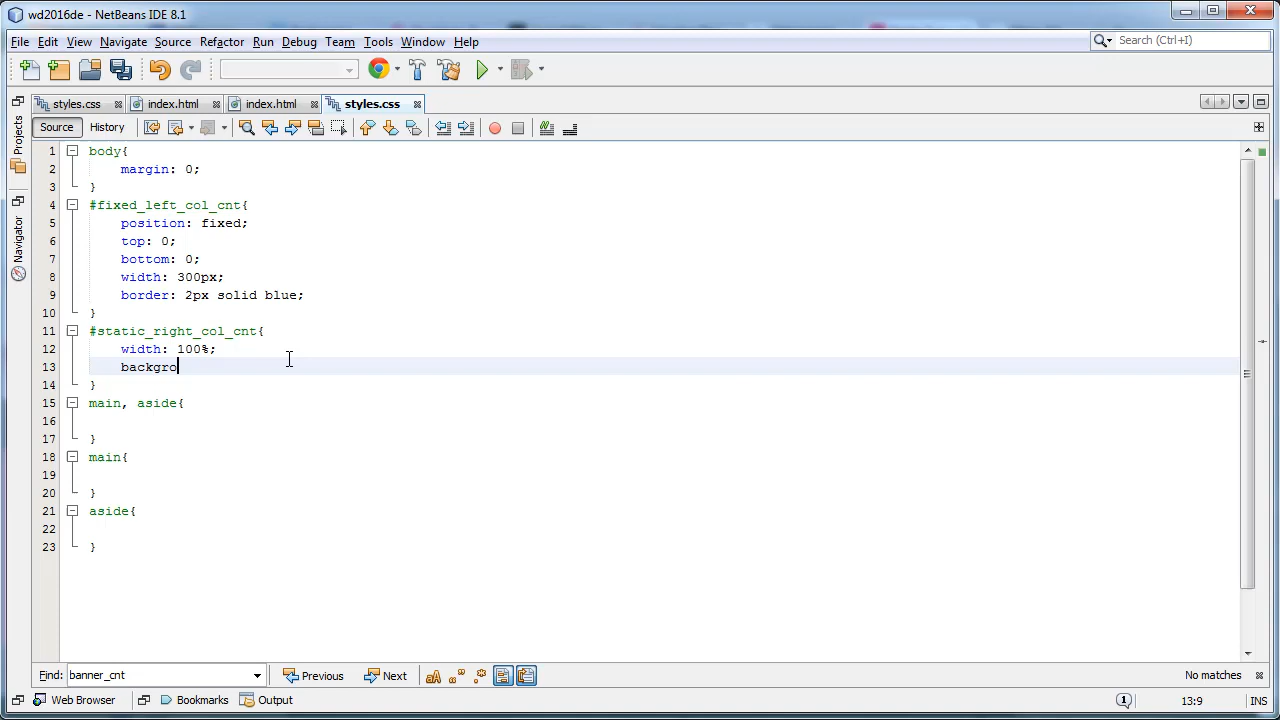 wd2016de - NetBeans IDE 8.1
File Edit View Navigate Source Refactor Run Debug Team Tools Window Help
Search (Ctrl+I)
styles.css index.html index.html styles.css
Source History
Projects
Navigator
1 body{
2 margin: 0;
3 }
4 #fixed_left_col_cnt{
5 position: fixed;
6 top: 0;
7 bottom: 0;
8 width: 300px;
9 border: 2px solid blue;
10 }
11 #static_right_col_cnt{
12 width: 100%;
13 backgro
14 }
15 main, aside{
16
17 }
18 main{
19
20 }
21 aside{
22
23 }
Find: banner_cnt Previous Next No matches
Web Browser Bookmarks Output 1 13:9 INS